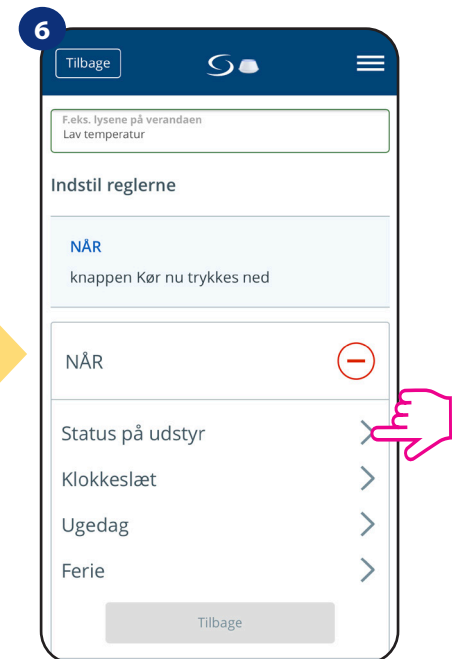 6
Tilbage
F.eks. lysene på verandaen
Lav temperatur
Indstil reglerne
NÅR
knappen Kør nu trykkes ned
NÅR
Status på udstyr
Klokkeslæt
Ugedag
Ferie
Tilbage